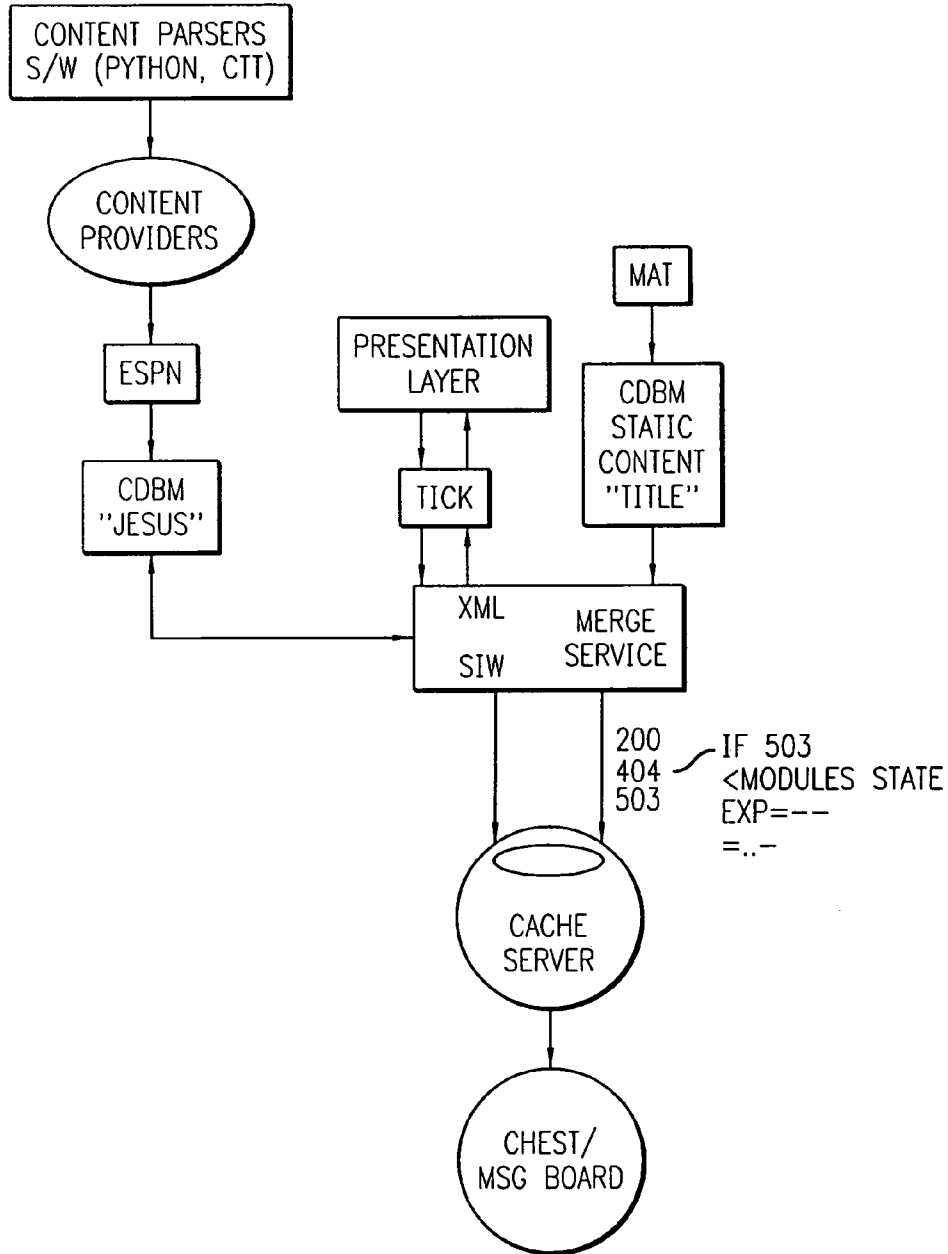 CONTENT PARSERS
S/W (PYTHON, CTT)
CONTENT
PROVIDERS
ESPN
CDBM
"JESUS"
PRESENTATION
LAYER
TICK
MAT
CDBM
STATIC
CONTENT
"TITLE"
XML
SIW
MERGE
SERVICE
200
404
503
IF 503
<MODULES STATE
EXP=--
=..-
CACHE
SERVER
CHEST/
MSG BOARD